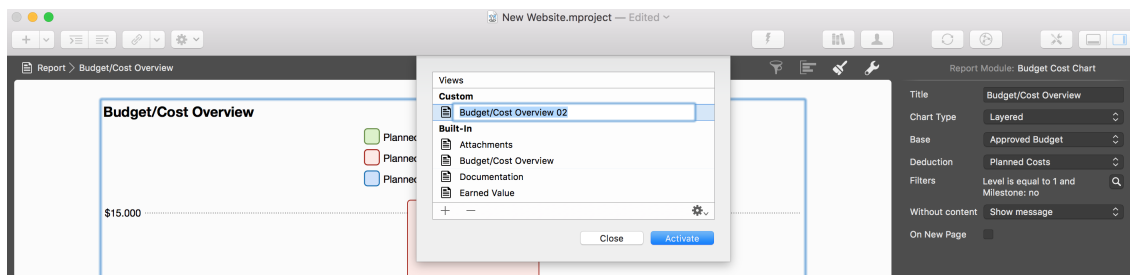 New Website.mproject — Edited
Report > Budget/Cost Overview
Report Module: Budget Cost Chart
Budget/Cost Overview
Planned
Planned
Planned
$15.000
Views
Custom
Budget/Cost Overview 02
Built-In
Attachments
Budget/Cost Overview
Documentation
Earned Value
Close
Activate
Title
Budget/Cost Overview
Chart Type
Layered
Base
Approved Budget
Deduction
Planned Costs
Filters
Level is equal to 1 and
Milestone: no
Without content
Show message
On New Page